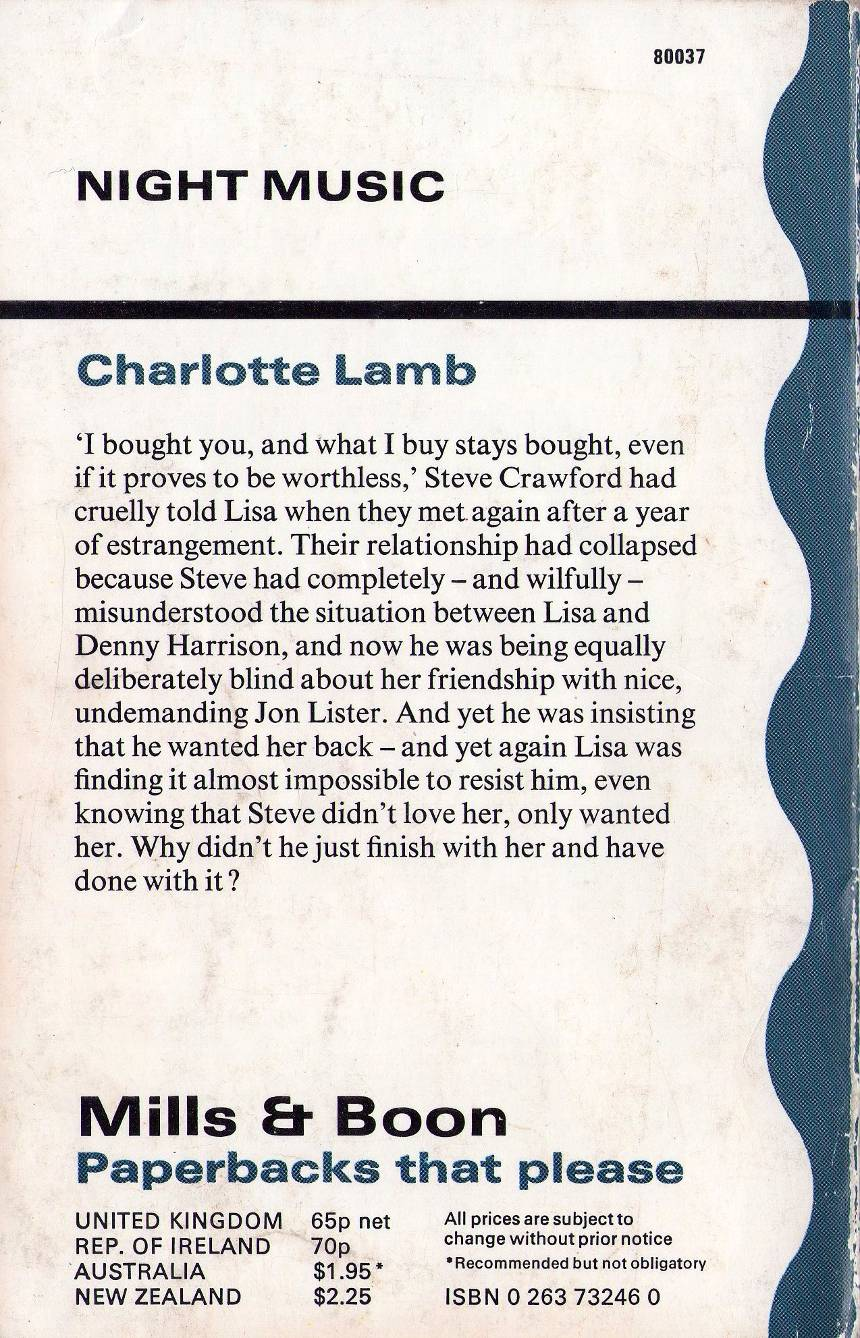 80037
NIGHT MUSIC
Charlotte Lamb
‘I bought you, and what I buy stays bought, even
if it proves to be worthless,’ Steve Crawford had
cruelly told Lisa when they met again after a year
of estrangement. Their relationship had collapsed
because Steve had completely – and wilfully –
misunderstood the situation between Lisa and
Denny Harrison, and now he was being equally
deliberately blind about her friendship with nice,
undemanding Jon Lister. And yet he was insisting
that he wanted her back – and yet again Lisa was
finding it almost impossible to resist him, even
knowing that Steve didn’t love her, only wanted
her. Why didn’t he just finish with her and have
done with it?
Mills & Boon
Paperbacks that please
UNITED KINGDOM 65p net
REP. OF IRELAND 70p
AUSTRALIA $1.95*
NEW ZEALAND $2.25
All prices are subject to
change without prior notice
*Recommended but not obligatory
ISBN 0 263 73246 0